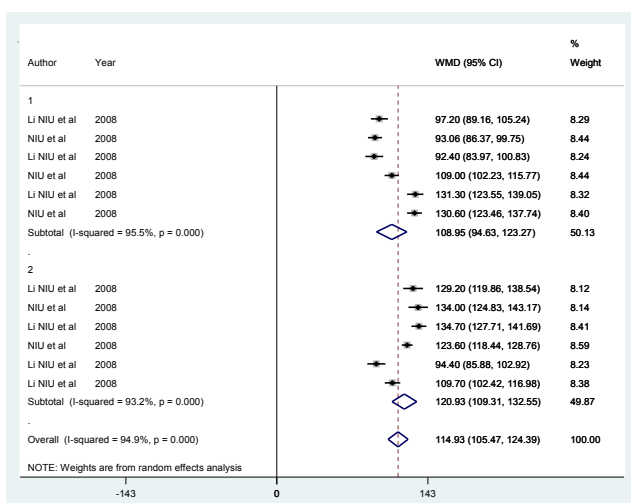 %
Author Year WMD (95% CI) Weight
1
Li NIU et al 2008 97.20 (89.16, 105.24) 8.29
NIU et al 2008 93.06 (86.37, 99.75) 8.44
Li NIU et al 2008 92.40 (83.97, 100.83) 8.24
NIU et al 2008 109.00 (102.23, 115.77) 8.44
Li NIU et al 2008 131.30 (123.55, 139.05) 8.32
NIU et al 2008 130.60 (123.46, 137.74) 8.40
Subtotal (I-squared = 95.5%, p = 0.000) 108.95 (94.63, 123.27) 50.13
.
2
Li NIU et al 2008 129.20 (119.86, 138.54) 8.12
NIU et al 2008 134.00 (124.83, 143.17) 8.14
Li NIU et al 2008 134.70 (127.71, 141.69) 8.41
NIU et al 2008 123.60 (118.44, 128.76) 8.59
Li NIU et al 2008 94.40 (85.88, 102.92) 8.23
Li NIU et al 2008 109.70 (102.42, 116.98) 8.38
Subtotal (I-squared = 93.2%, p = 0.000) 120.93 (109.31, 132.55) 49.87
.
Overall (I-squared = 94.9%, p = 0.000) 114.93 (105.47, 124.39) 100.00
NOTE: Weights are from random effects analysis
-143 0 143